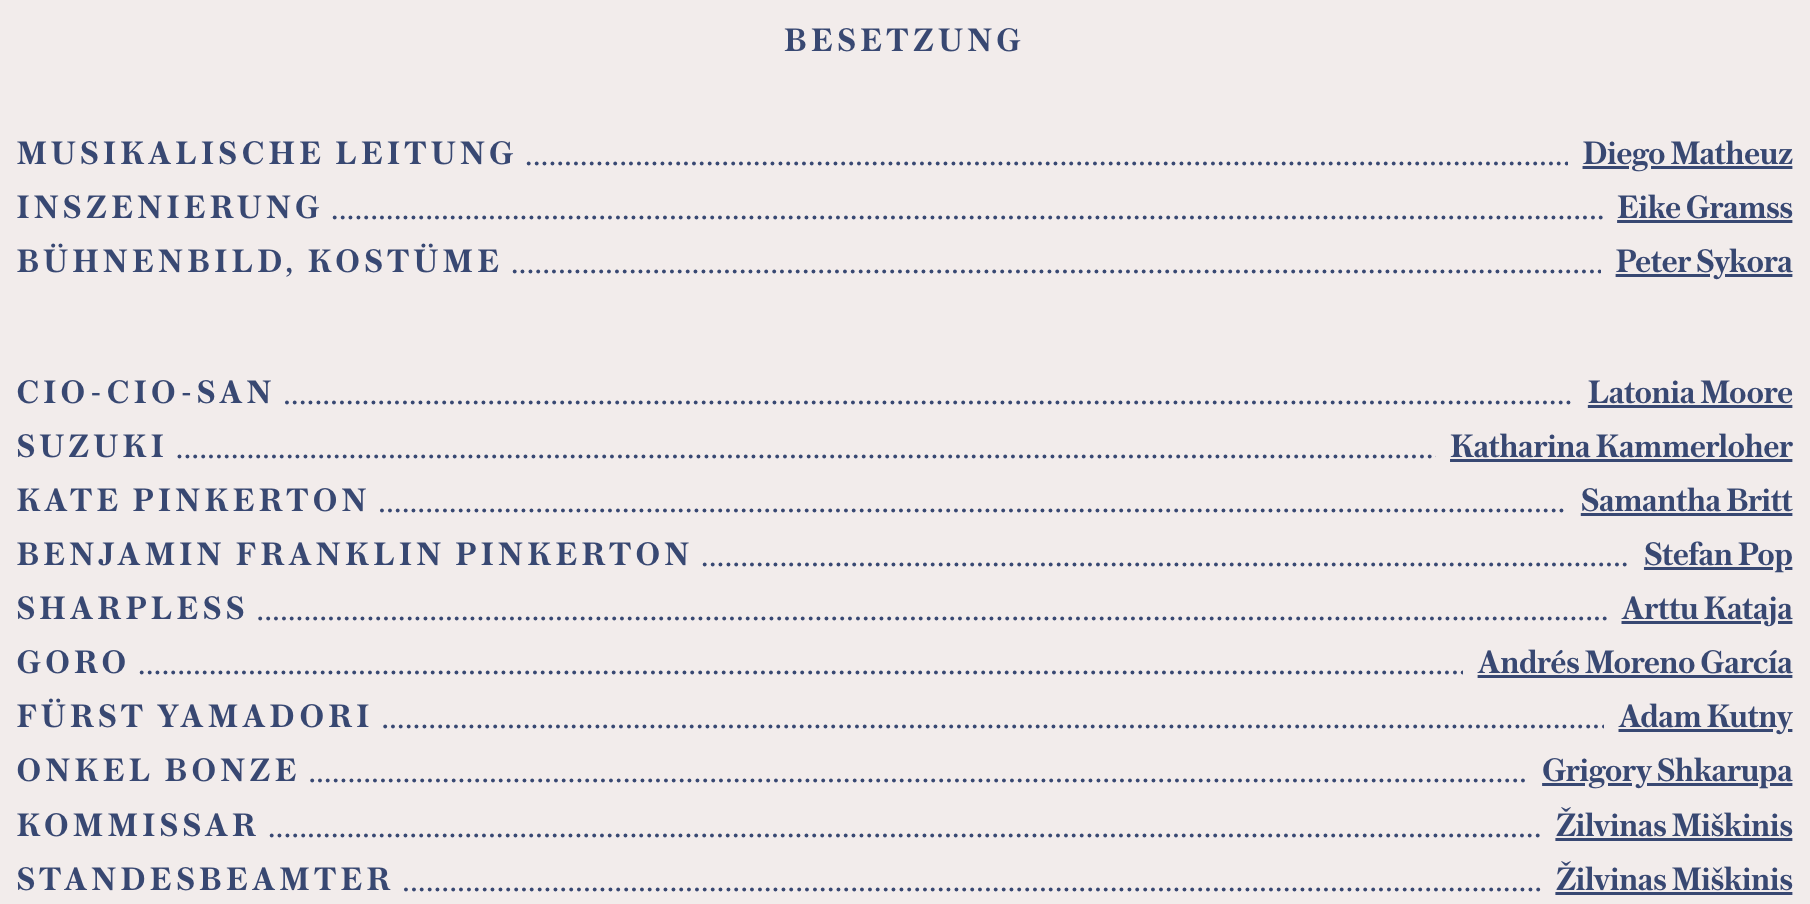 BESETZUNG
MUSIKALISCHE LEITUNG Diego Matheuz
INSZENIERUNG Eike Gramss
BÜHNENBILD, KOSTÜME Peter Sykora
CIO-CIO-SAN Latonia Moore
SUZUKI Katharina Kammerloher
KATE PINKERTON Samantha Britt
BENJAMIN FRANKLIN PINKERTON Stefan Pop
SHARPLESS Arttu Kataja
GORO Andrés Moreno García
FÜRST YAMADORI Adam Kutny
ONKEL BONZE Grigory Shkarupa
KOMMISSAR Žilvinas Miškinis
STANDESBEAMTER Žilvinas Miškinis